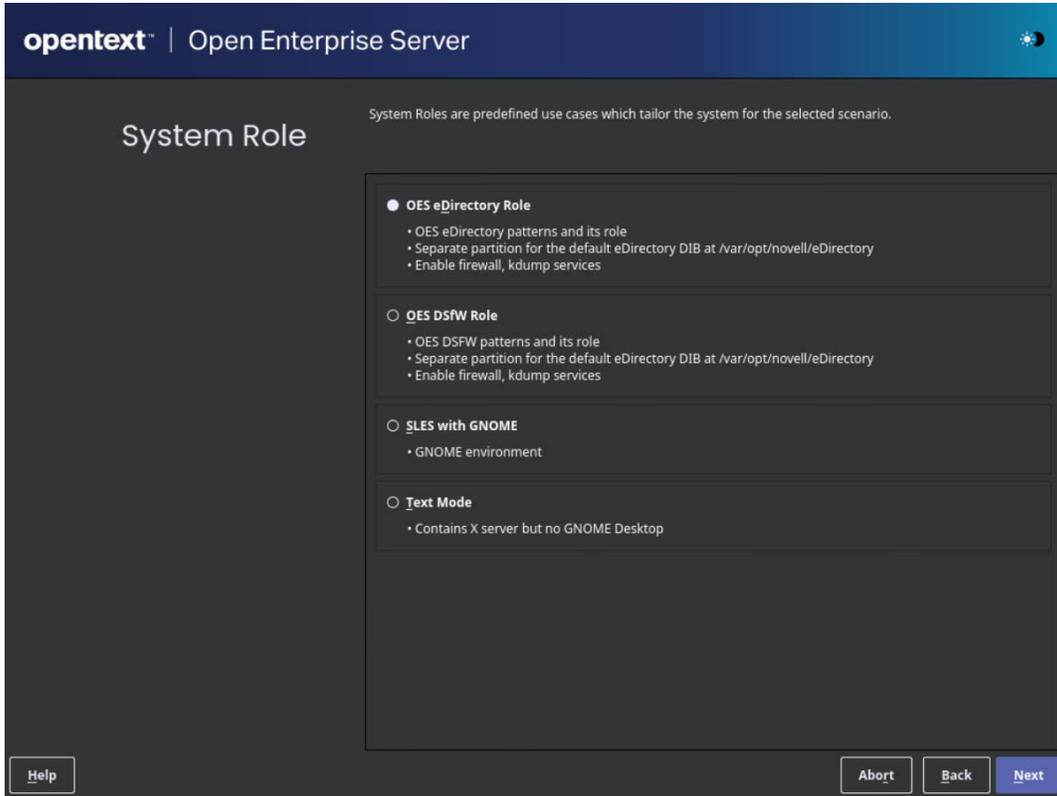 opentext™ | Open Enterprise Server
System Role
System Roles are predefined use cases which tailor the system for the selected scenario.
OES eDirectory Role
• OES eDirectory patterns and its role
• Separate partition for the default eDirectory DIB at /var/opt/novell/eDirectory
• Enable firewall, kdump services
OES DSfW Role
• OES DSFW patterns and its role
• Separate partition for the default eDirectory DIB at /var/opt/novell/eDirectory
• Enable firewall, kdump services
SLES with GNOME
• GNOME environment
Text Mode
• Contains X server but no GNOME Desktop
Help
Abort
Back
Next